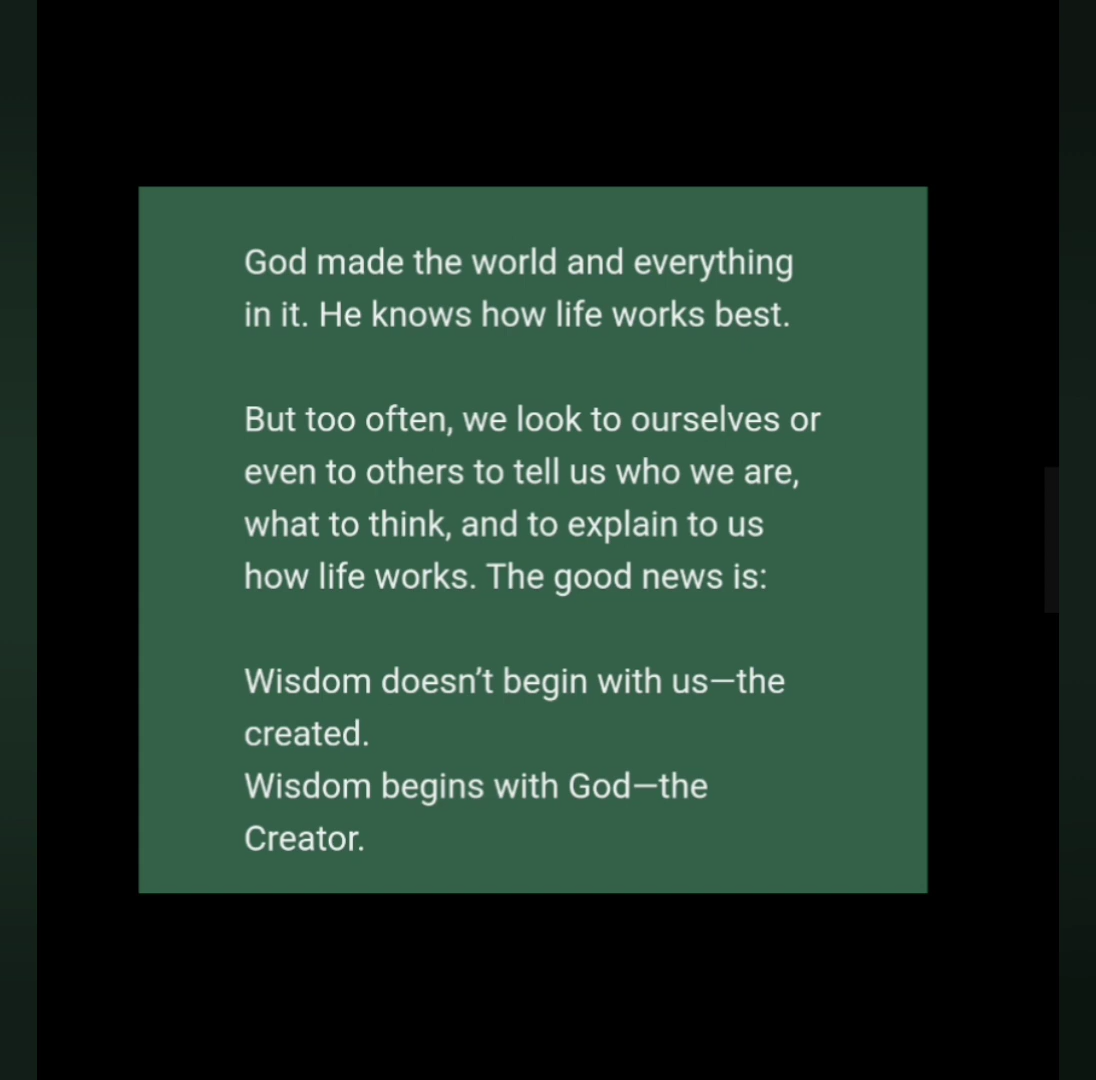 God made the world and everything
in it. He knows how life works best.
But too often, we look to ourselves or
even to others to tell us who we are,
what to think, and to explain to us
how life works. The good news is:
Wisdom doesn’t begin with us—the
created.
Wisdom begins with God—the
Creator.